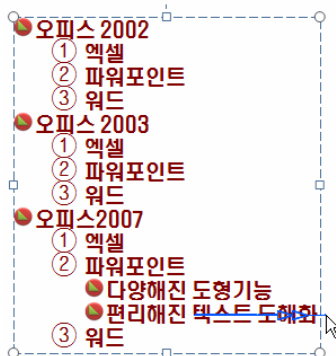 오피스 2002
① 엑셀
② 파워포인트
③ 워드
오피스 2003
① 엑셀
② 파워포인트
③ 워드
오피스2007
① 엑셀
② 파워포인트
다양해진 도형기능
편리해진 텍스트 도해화
③ 워드